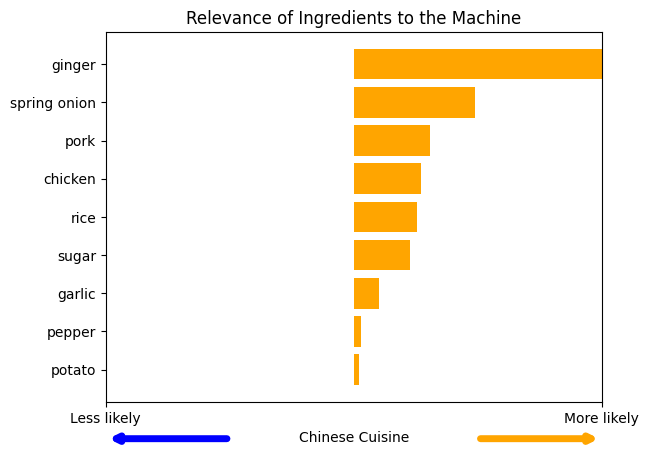 Relevance of Ingredients to the Machine
ginger
spring onion
pork
chicken
rice
sugar
garlic
pepper
potato
Less likely
More likely
Chinese Cuisine